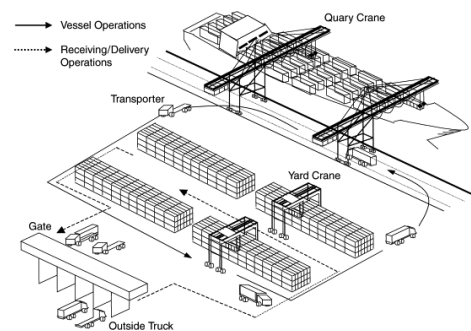 Vessel Operations
Receiving/Delivery
Operations
Quary Crane
Transporter
Yard Crane
Gate
Outside Truck